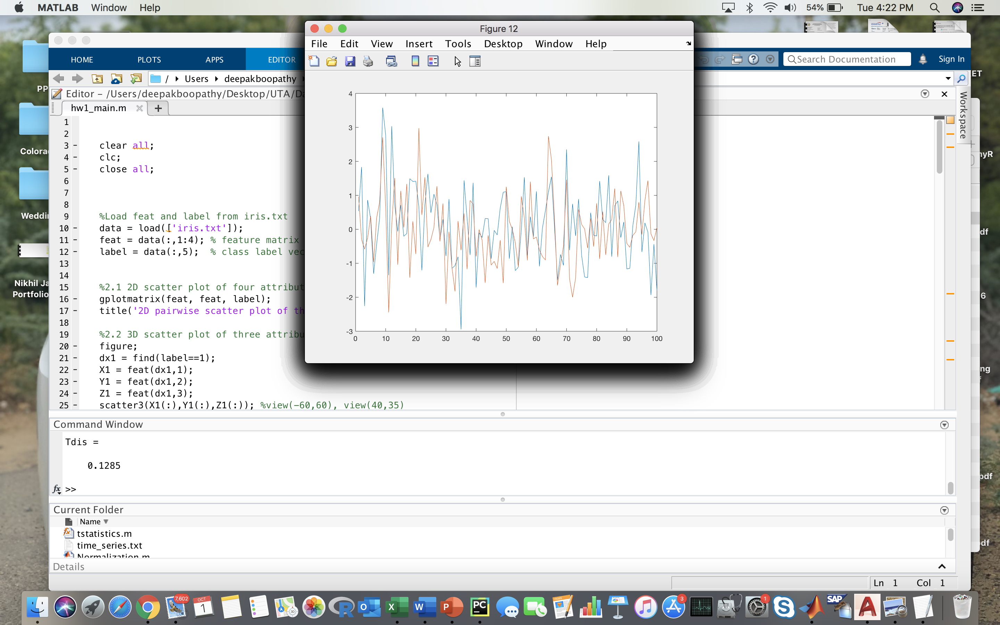 MATLAB Window Help 54% Tue 4:22 PM
Figure 12
File Edit View Insert Tools Desktop Window Help
HOME PLOTS APPS EDITOR
Search Documentation Sign In
/ Users deepakboopathy
Editor - /Users/deepakboopathy/Desktop/UTA/Da
hw1_main.m
Workspace
1
2
3 - clear all;
4 - clc;
5 - close all;
6
7
8
9 %Load feat and label from iris.txt
10 - data = load(['iris.txt']);
11 - feat = data(:,1:4); % feature matrix
12 - label = data(:,5); % class label vec
13
14
15 %2.1 2D scatter plot of four attribut
16 - gplotmatrix(feat, feat, label);
17 - title('2D pairwise scatter plot of th
18
19 %2.2 3D scatter plot of three attribu
20 - figure;
21 - dx1 = find(label==1);
22 - X1 = feat(dx1,1);
23 - Y1 = feat(dx1,2);
24 - Z1 = feat(dx1,3);
25 - scatter3(X1(:),Y1(:),Z1(:)); %view(-60,60), view(40,35)
4
3
2
1
0
-1
-2
-3
0 10 20 30 40 50 60 70 80 90 100
Command Window
Tdis =
0.1285
fx >>
Current Folder
Name
tstatistics.m
time_series.txt
Normalization.m
Details
Ln 1 Col 1
PP
Colora
Weddi
Nikhil Ja
Portfolio
ET
nyR
df
6
ng
pdf
df
7,602
OCT
1
3D
R
O
X
W
P
PC
PAGES
3
1
S
SAP
A